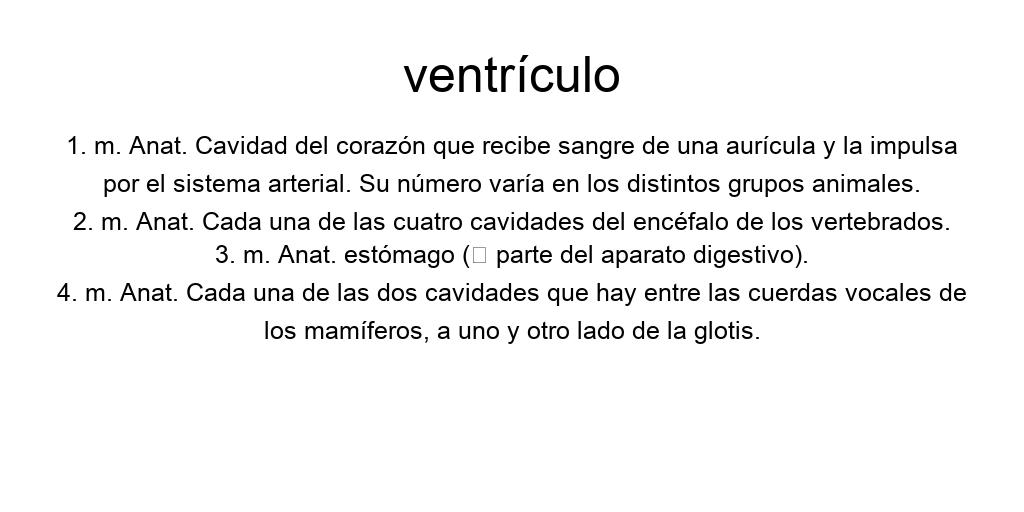 ventrículo
1. m. Anat. Cavidad del corazón que recibe sangre de una aurícula y la impulsa
por el sistema arterial. Su número varía en los distintos grupos animales.
2. m. Anat. Cada una de las cuatro cavidades del encéfalo de los vertebrados.
3. m. Anat. estómago (□ parte del aparato digestivo).
4. m. Anat. Cada una de las dos cavidades que hay entre las cuerdas vocales de
los mamíferos, a uno y otro lado de la glotis.